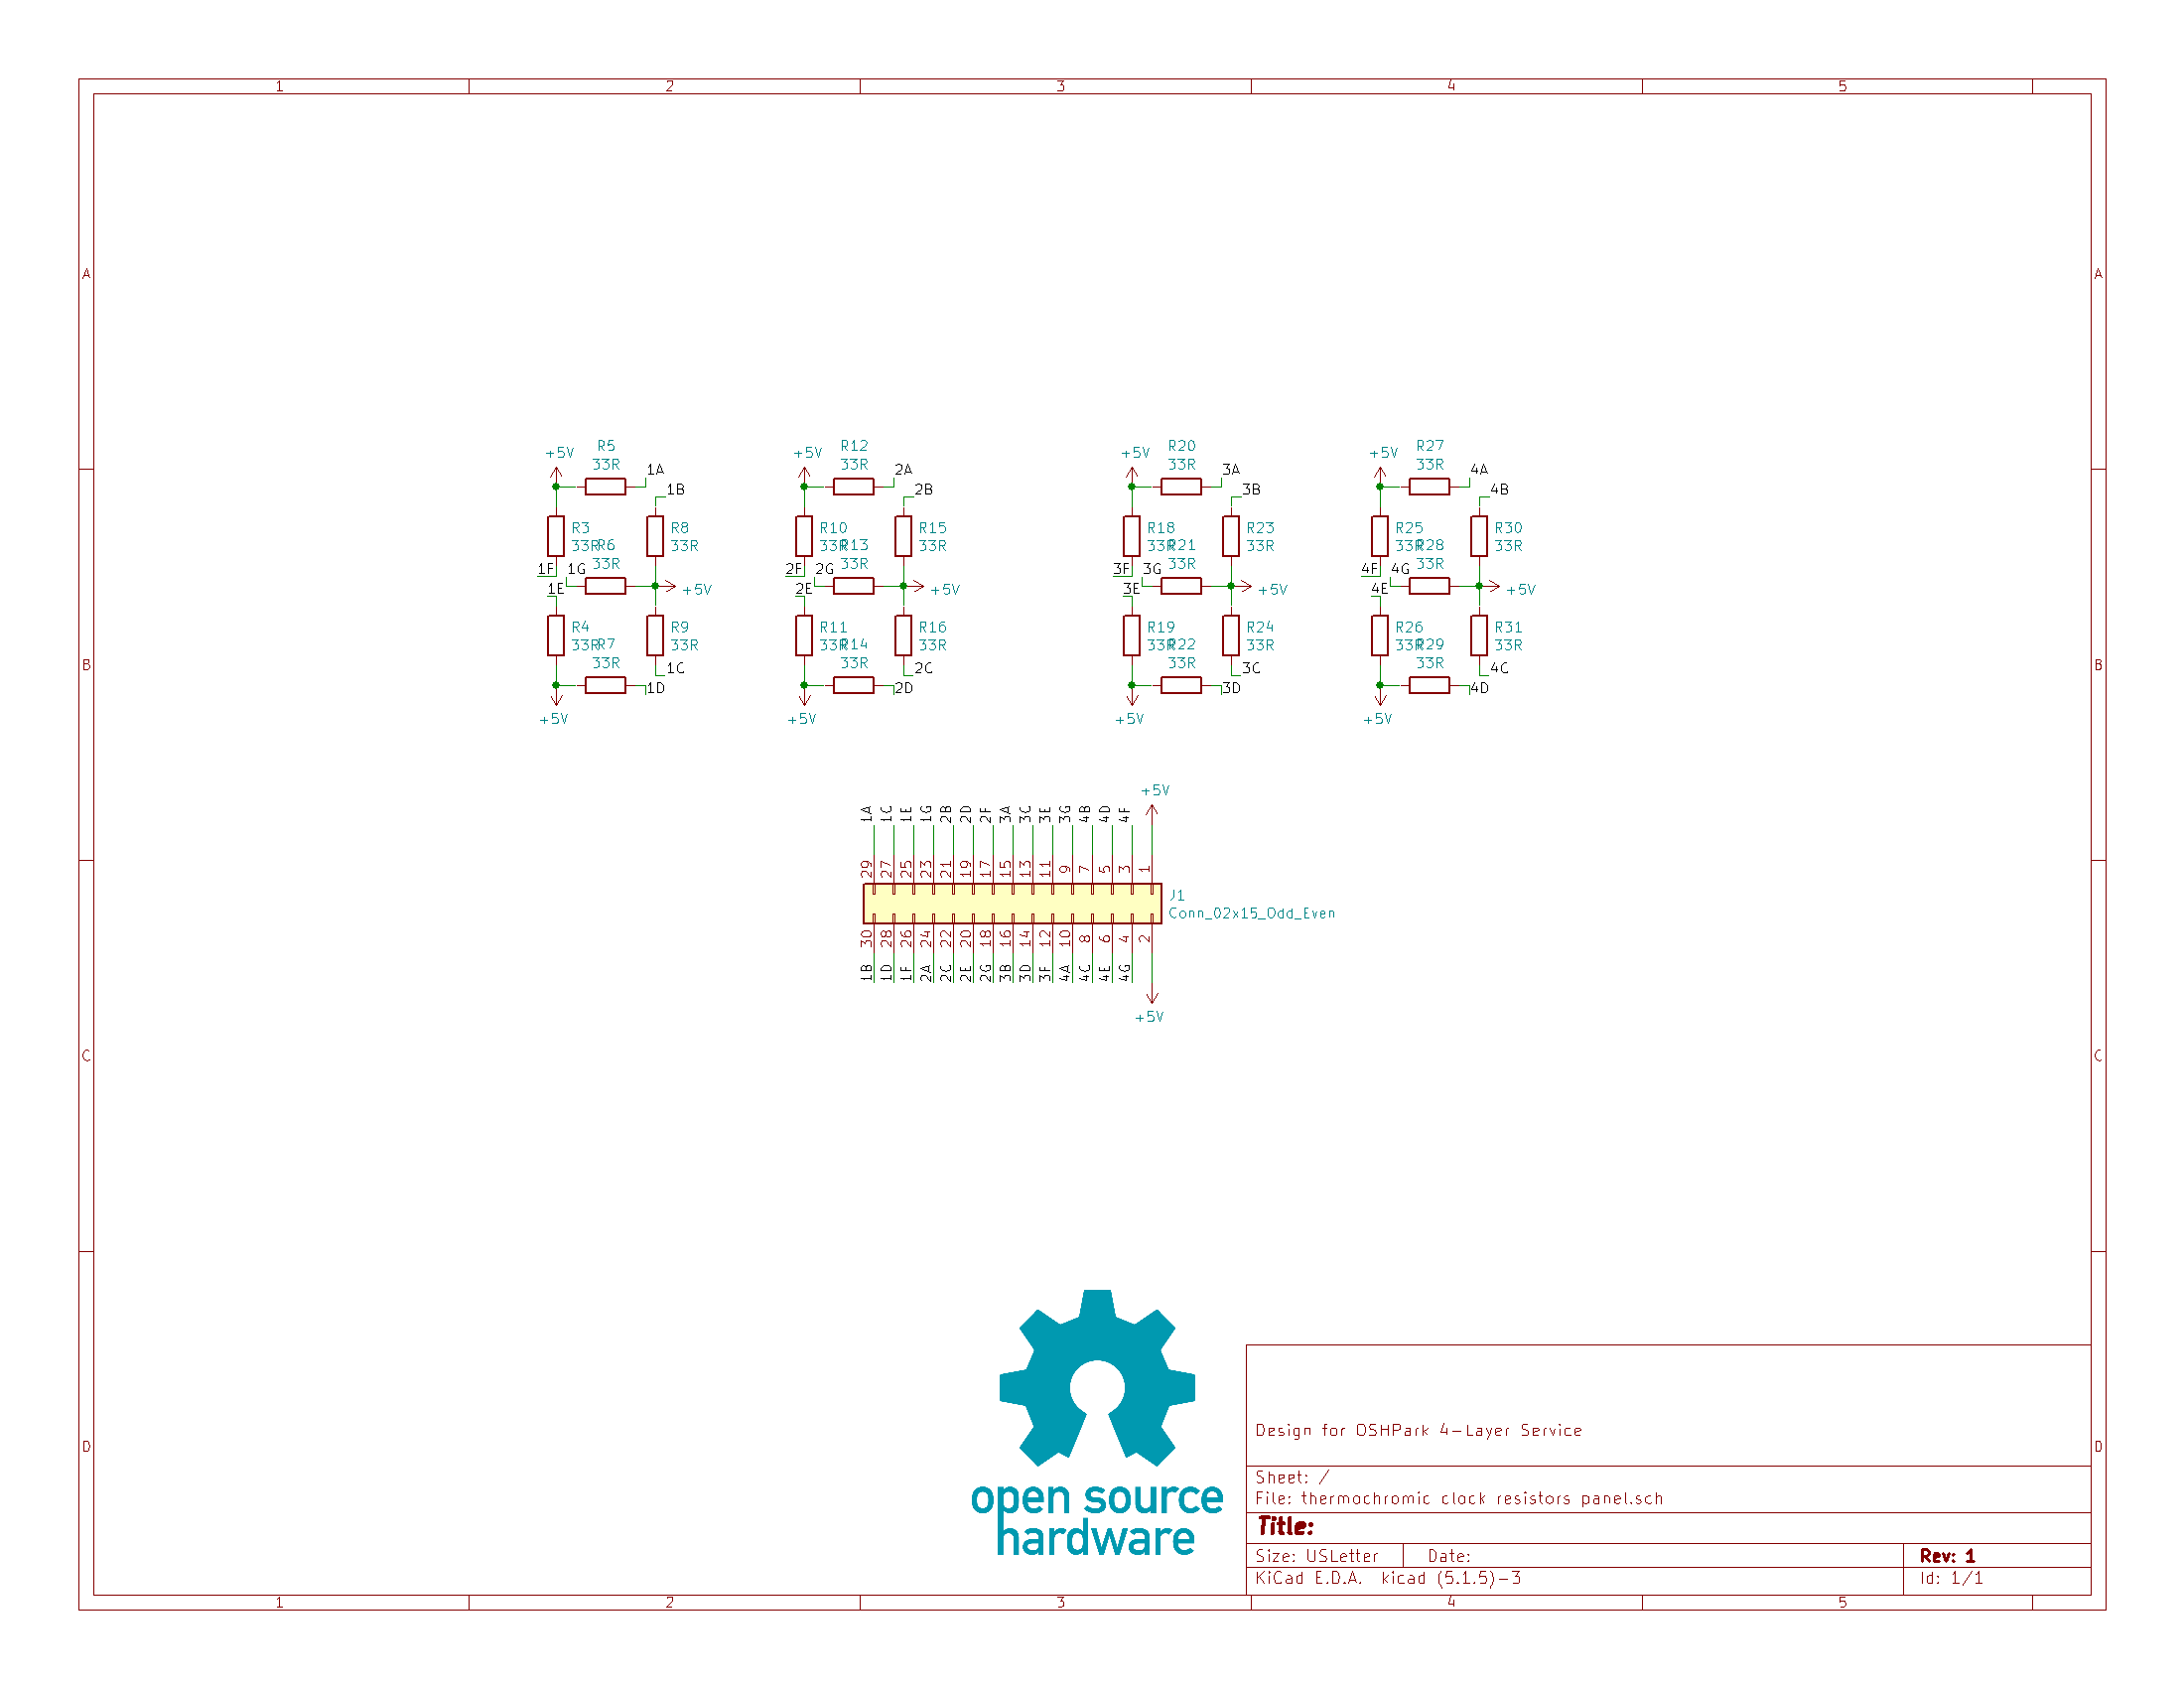 1 2 3 4 5
A A
+5V R5 33R 1A 1B
R3 33R R6 33R R8 33R
1F 1G +5V
1E
R4 33R R7 33R R9 33R
1C
1D
+5V
+5V R12 33R 2A 2B
R10 33R R13 33R R15 33R
2F 2G +5V
2E
R11 33R R14 33R R16 33R
2C
2D
+5V
+5V R20 33R 3A 3B
R18 33R R21 33R R23 33R
3F 3G +5V
3E
R19 33R R22 33R R24 33R
3C
3D
+5V
+5V R27 33R 4A 4B
R25 33R R28 33R R30 33R
4F 4G +5V
4E
R26 33R R29 33R R31 33R
4C
4D
+5V
B B
+5V
1A 1C 1E 1G 2B 2D 2F 3A 3C 3E 3G 4B 4D 4F
29 27 25 23 21 19 17 15 13 11 9 7 5 3 1
J1
Conn_02x15_Odd_Even
30 28 26 24 22 20 18 16 14 12 10 8 6 4 2
1B 1D 1F 2A 2C 2E 2G 3B 3D 3F 4A 4C 4E 4G
+5V
C C
D D
open source
hardware
Design for OSHPark 4-Layer Service
Sheet: /
File: thermochromic clock resistors panel.sch
Title:
Size: USLetter Date: Rev: 1
KiCad E.D.A. kicad (5.1.5)-3 Id: 1/1
1 2 3 4 5